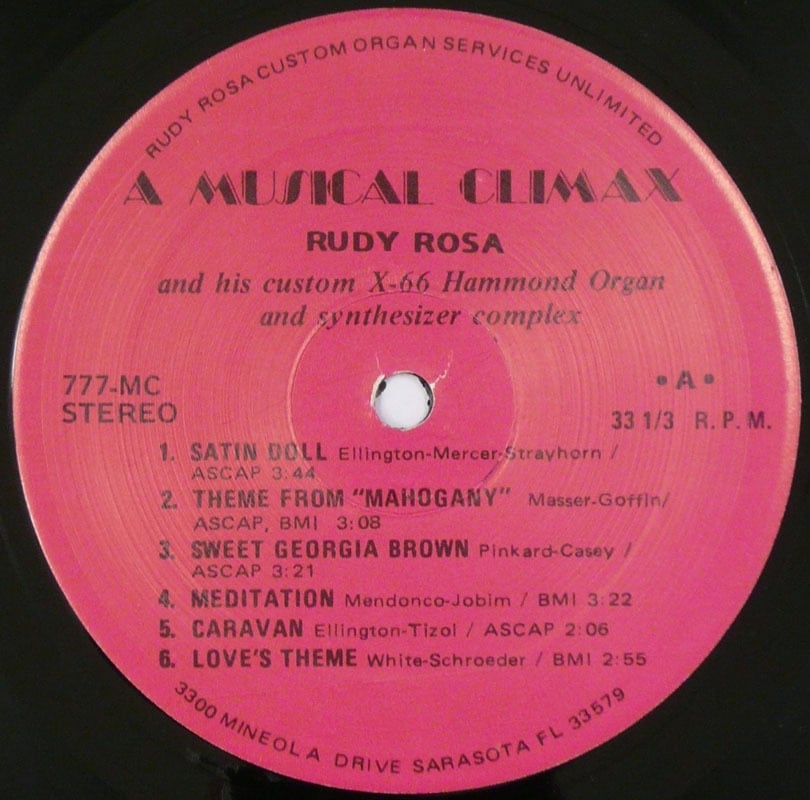 RUDY ROSA CUSTOM ORGAN SERVICES UNLIMITED
A MUSICAL CLIMAX
RUDY ROSA
and his custom X-66 Hammond Organ
and synthesizer complex
777-MC
STEREO
• A •
33 1/3 R. P. M.
1. SATIN DOLL Ellington-Mercer-Strayhorn /
ASCAP 3:44
2. THEME FROM "MAHOGANY" Masser-Goffin/
ASCAP, BMI 3:08
3. SWEET GEORGIA BROWN Pinkard-Casey /
ASCAP 3:21
4. MEDITATION Mendonco-Jobim / BMI 3:22
5. CARAVAN Ellington-Tizol / ASCAP 2:06
6. LOVE'S THEME White-Schroeder / BMI 2:55
3300 MINEOLA DRIVE SARASOTA FL 33579